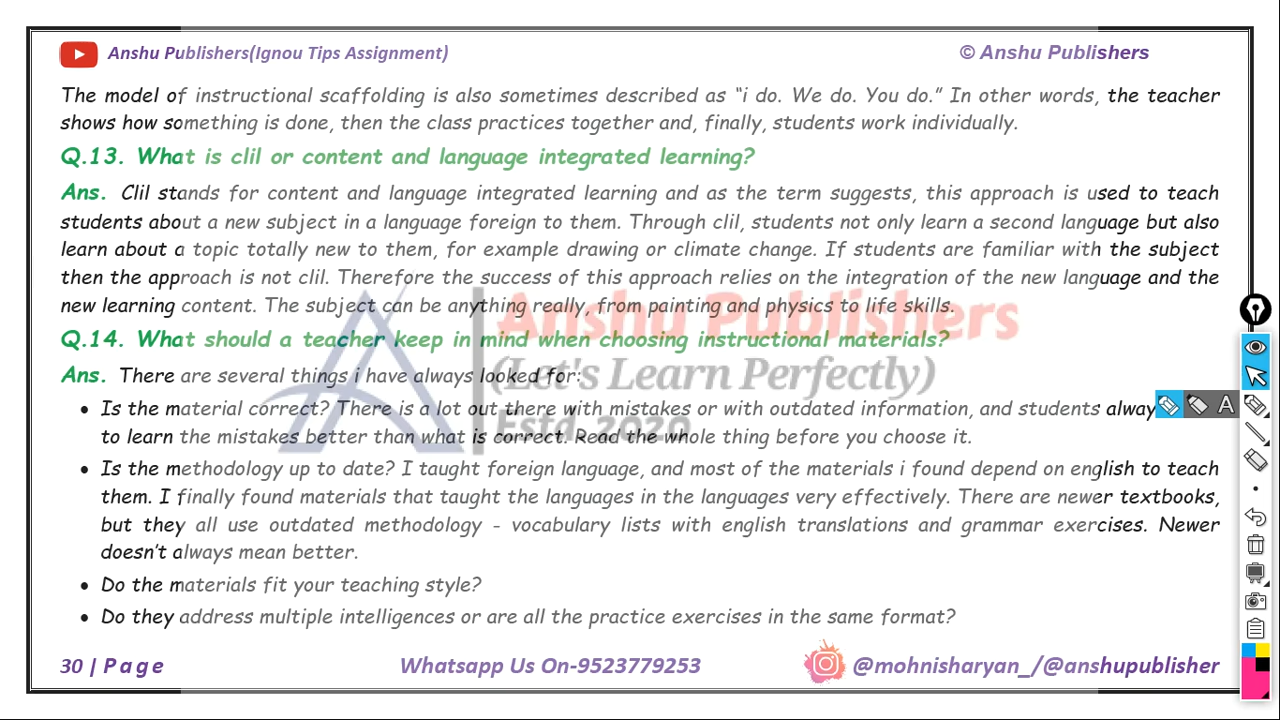 Anshu Publishers(Ignou Tips Assignment)
© Anshu Publishers
The model of instructional scaffolding is also sometimes described as “i do. We do. You do.” In other words, the teacher
shows how something is done, then the class practices together and, finally, students work individually.
Q.13. What is clil or content and language integrated learning?
Ans. Clil stands for content and language integrated learning and as the term suggests, this approach is used to teach
students about a new subject in a language foreign to them. Through clil, students not only learn a second language but also
learn about a topic totally new to them, for example drawing or climate change. If students are familiar with the subject
then the approach is not clil. Therefore the success of this approach relies on the integration of the new language and the
new learning content. The subject can be anything really, from painting and physics to life skills.
Anshu Publishers
Q.14. What should a teacher keep in mind when choosing instructional materials?
(Let's Learn Perfectly)
Ans. There are several things i have always looked for:
• Is the material correct? There is a lot out there with mistakes or with outdated information, and students alway
Estd. 2020
to learn the mistakes better than what is correct. Read the whole thing before you choose it.
• Is the methodology up to date? I taught foreign language, and most of the materials i found depend on english to teach
them. I finally found materials that taught the languages in the languages very effectively. There are newer textbooks,
but they all use outdated methodology - vocabulary lists with english translations and grammar exercises. Newer
doesn’t always mean better.
• Do the materials fit your teaching style?
• Do they address multiple intelligences or are all the practice exercises in the same format?
30 | Page
Whatsapp Us On-9523779253
@mohnisharyan_/@anshupublisher
A